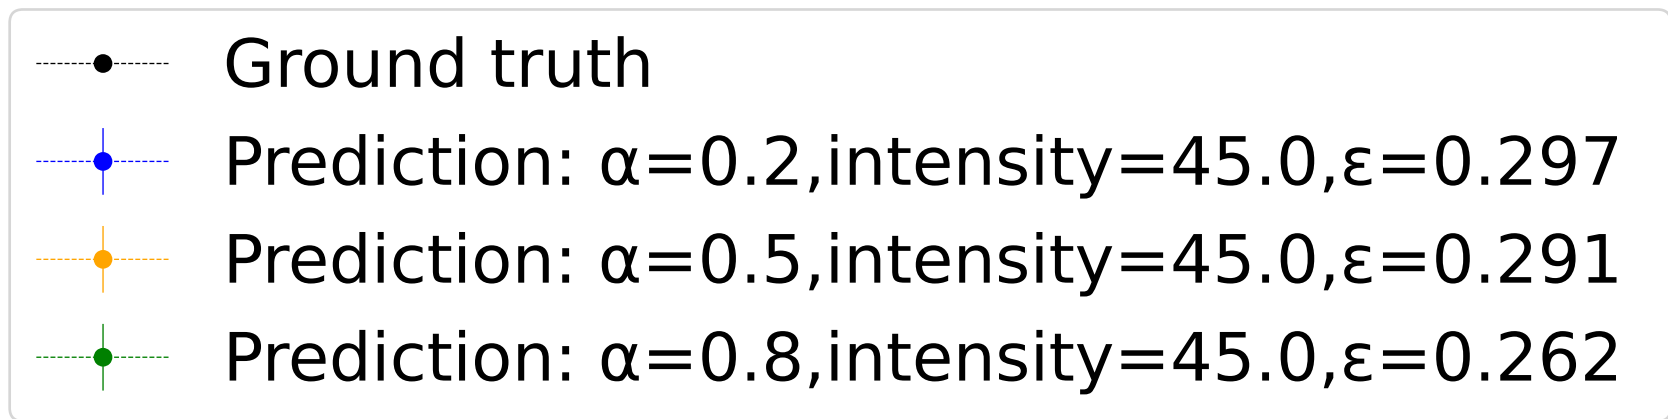 Ground truth
Prediction: α=0.2,intensity=45.0,ε=0.297
Prediction: α=0.5,intensity=45.0,ε=0.291
Prediction: α=0.8,intensity=45.0,ε=0.262